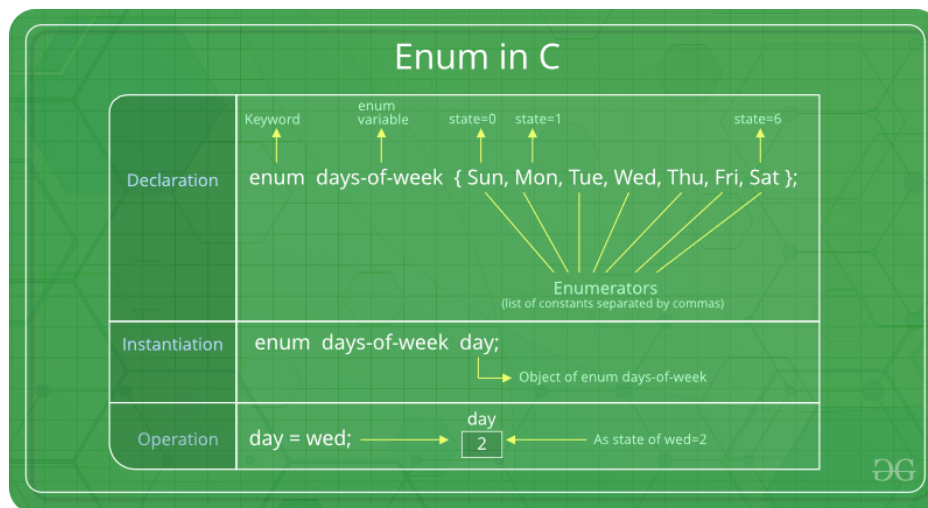 Enum in C
Keyword
enum
variable
state=0
state=1
state=6
Declaration
enum days-of-week { Sun, Mon, Tue, Wed, Thu, Fri, Sat };
Enumerators
(list of constants separated by commas)
Instantiation
enum days-of-week day;
Object of enum days-of-week
day
Operation
day = wed;
2
As state of wed=2